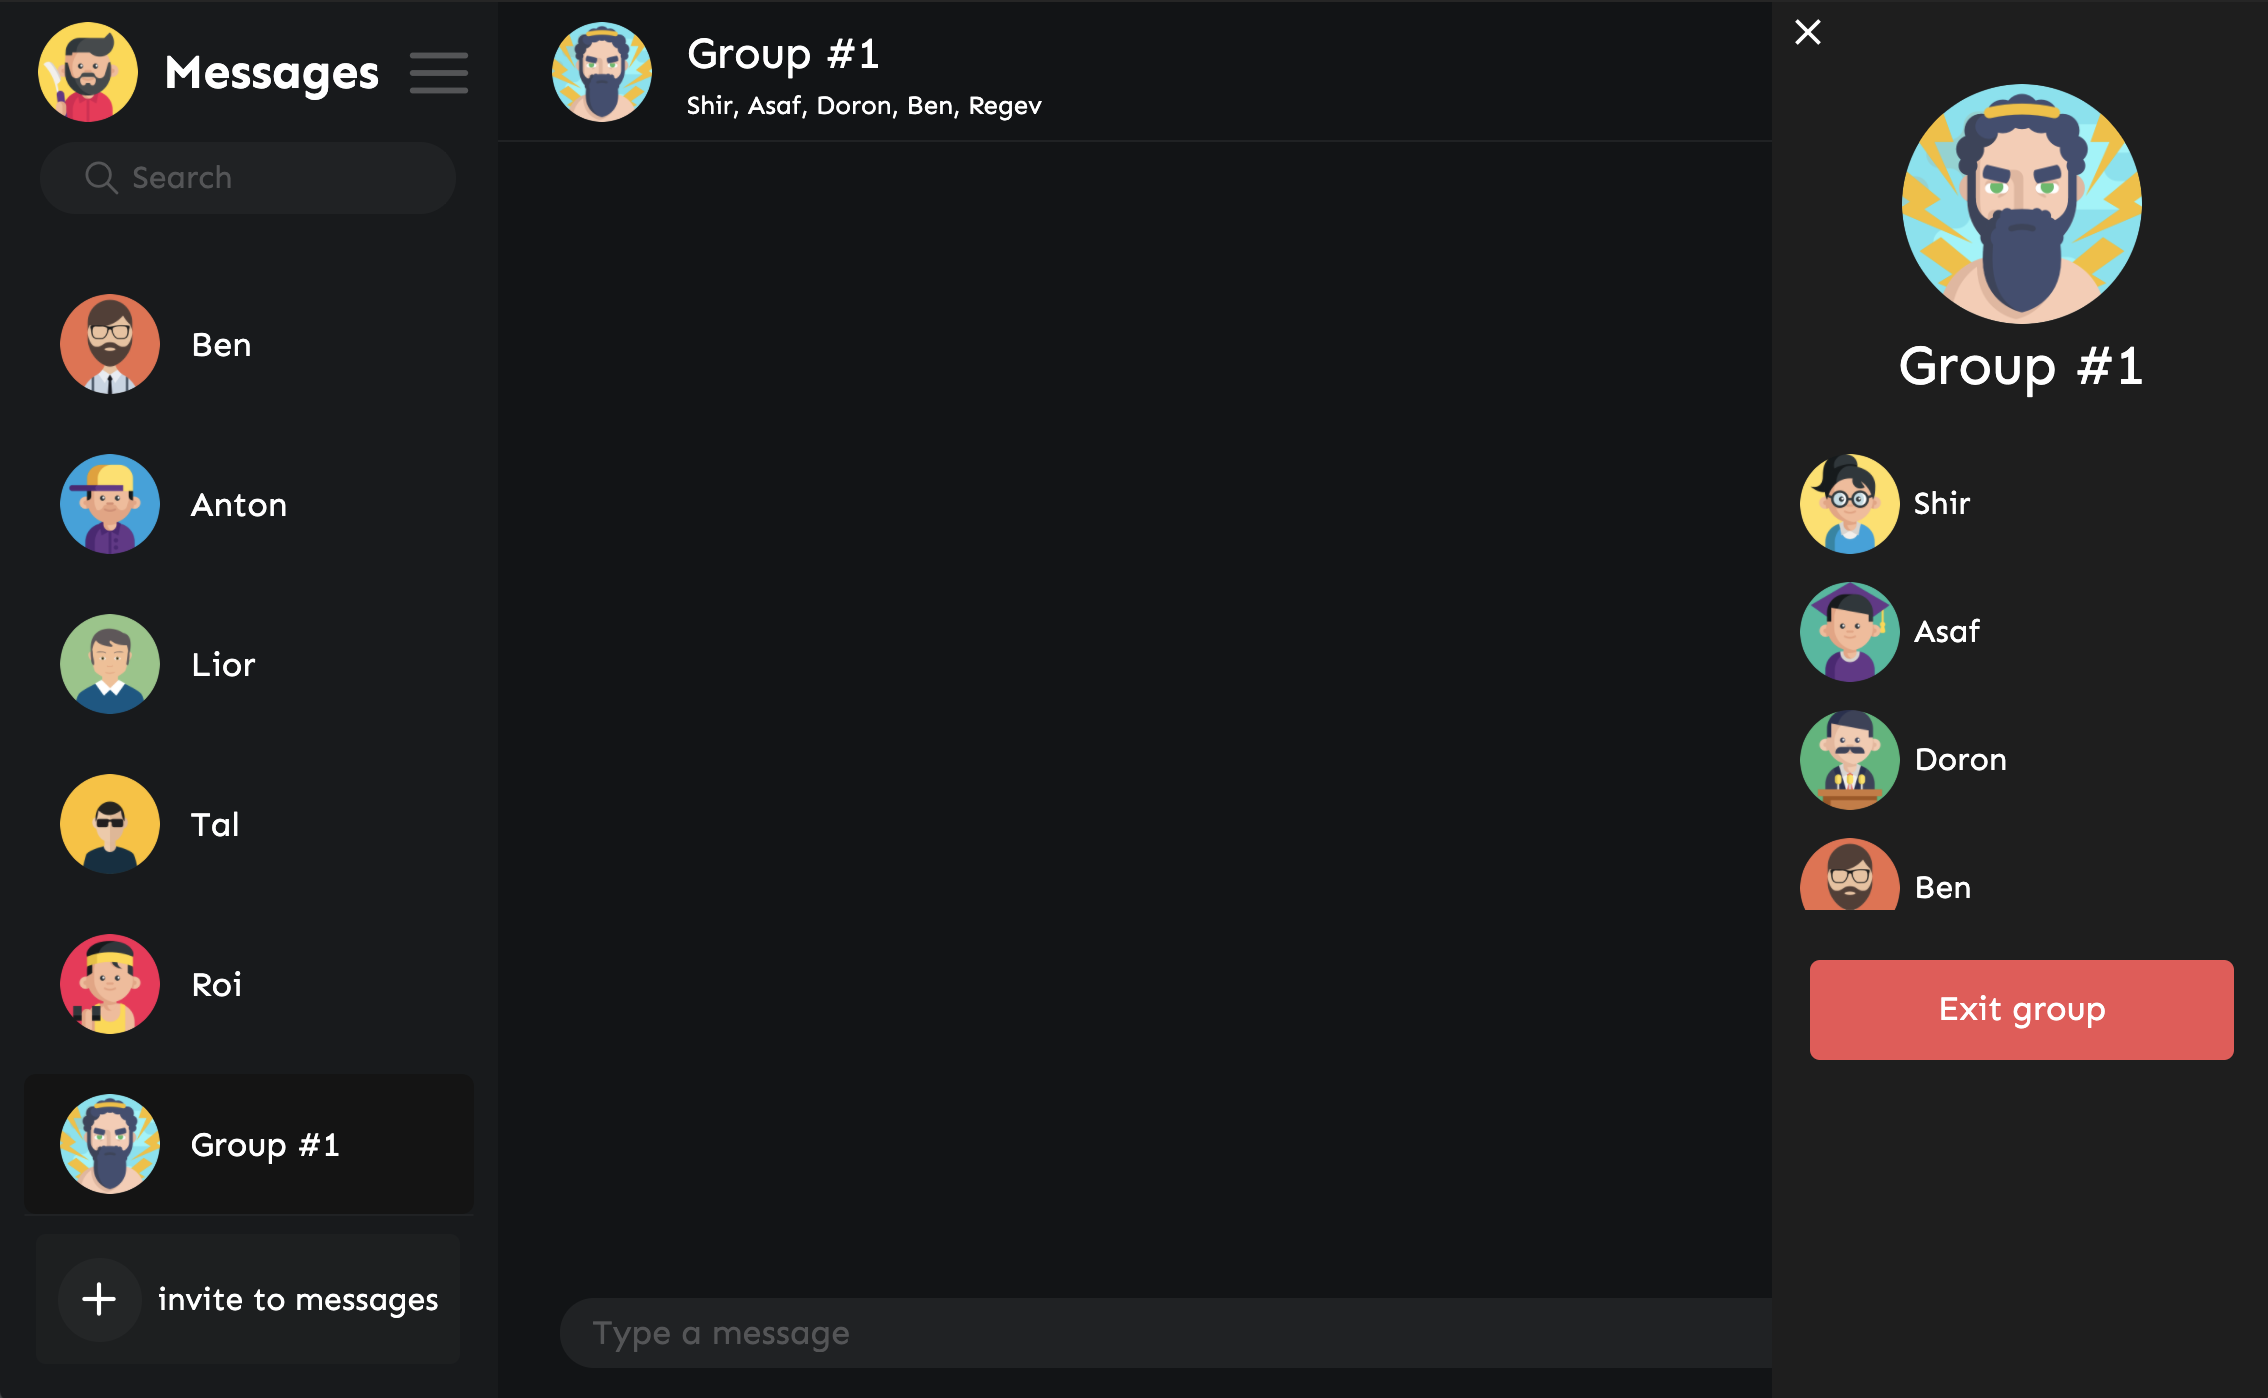 Messages
Search
Ben
Anton
Lior
Tal
Roi
Group #1
invite to messages
Group #1
Shir, Asaf, Doron, Ben, Regev
Type a message
Group #1
Shir
Asaf
Doron
Ben
Exit group